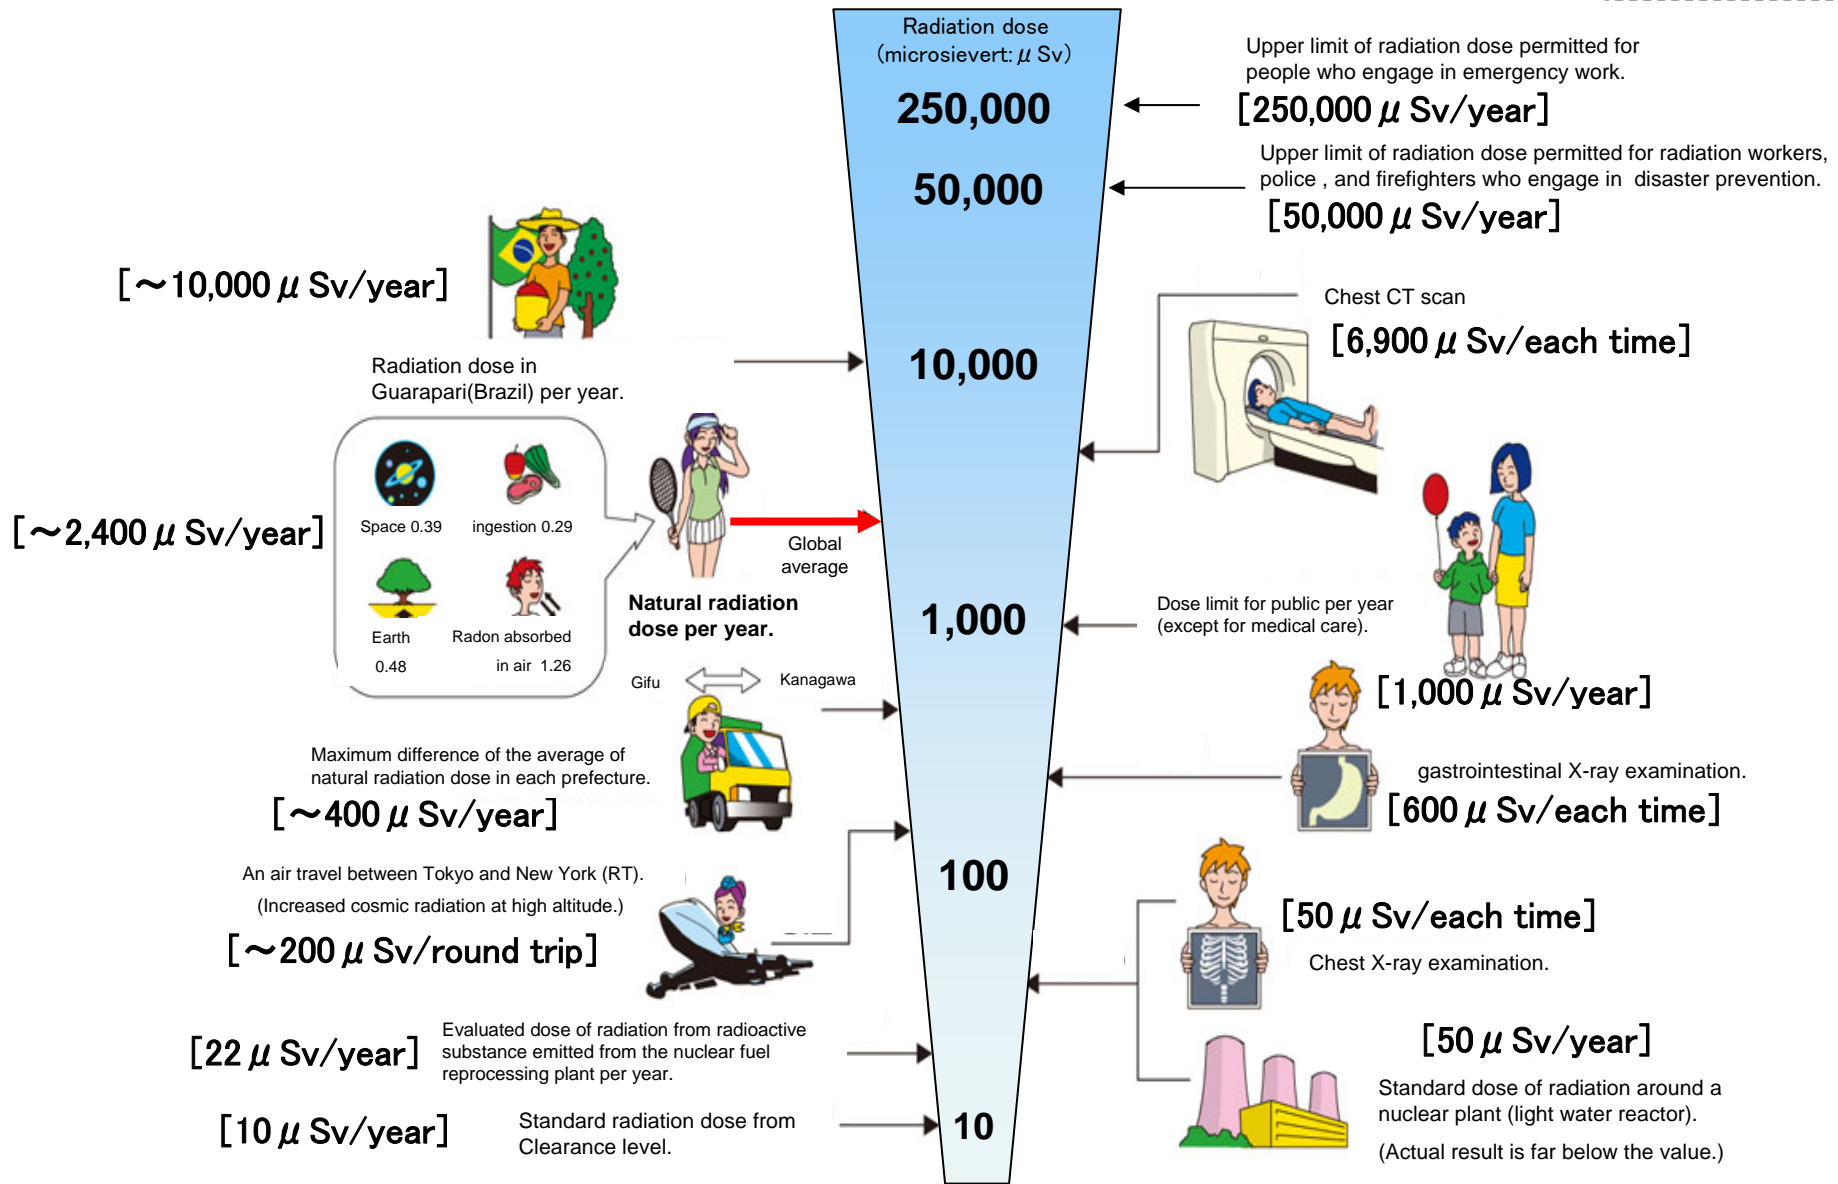 Radiation dose
(microsievert: μ Sv)
250,000
50,000
10,000
1,000
100
10
[～10,000 μ Sv/year]
Radiation dose in
Guarapari(Brazil) per year.
[～2,400 μ Sv/year]
Space 0.39
ingestion 0.29
Earth
0.48
Radon absorbed
in air 1.26
Global
average
Natural radiation
dose per year.
Gifu
Kanagawa
Maximum difference of the average of
natural radiation dose in each prefecture.
[～400 μ Sv/year]
An air travel between Tokyo and New York (RT).
(Increased cosmic radiation at high altitude.)
[～200 μ Sv/round trip]
[22 μ Sv/year]
Evaluated dose of radiation from radioactive
substance emitted from the nuclear fuel
reprocessing plant per year.
[10 μ Sv/year]
Standard radiation dose from
Clearance level.
Upper limit of radiation dose permitted for
people who engage in emergency work.
[250,000 μ Sv/year]
Upper limit of radiation dose permitted for radiation workers,
police , and firefighters who engage in disaster prevention.
[50,000 μ Sv/year]
Chest CT scan
[6,900 μ Sv/each time]
Dose limit for public per year
(except for medical care).
[1,000 μ Sv/year]
gastrointestinal X-ray examination.
[600 μ Sv/each time]
[50 μ Sv/each time]
Chest X-ray examination.
[50 μ Sv/year]
Standard dose of radiation around a
nuclear plant (light water reactor).
(Actual result is far below the value.)